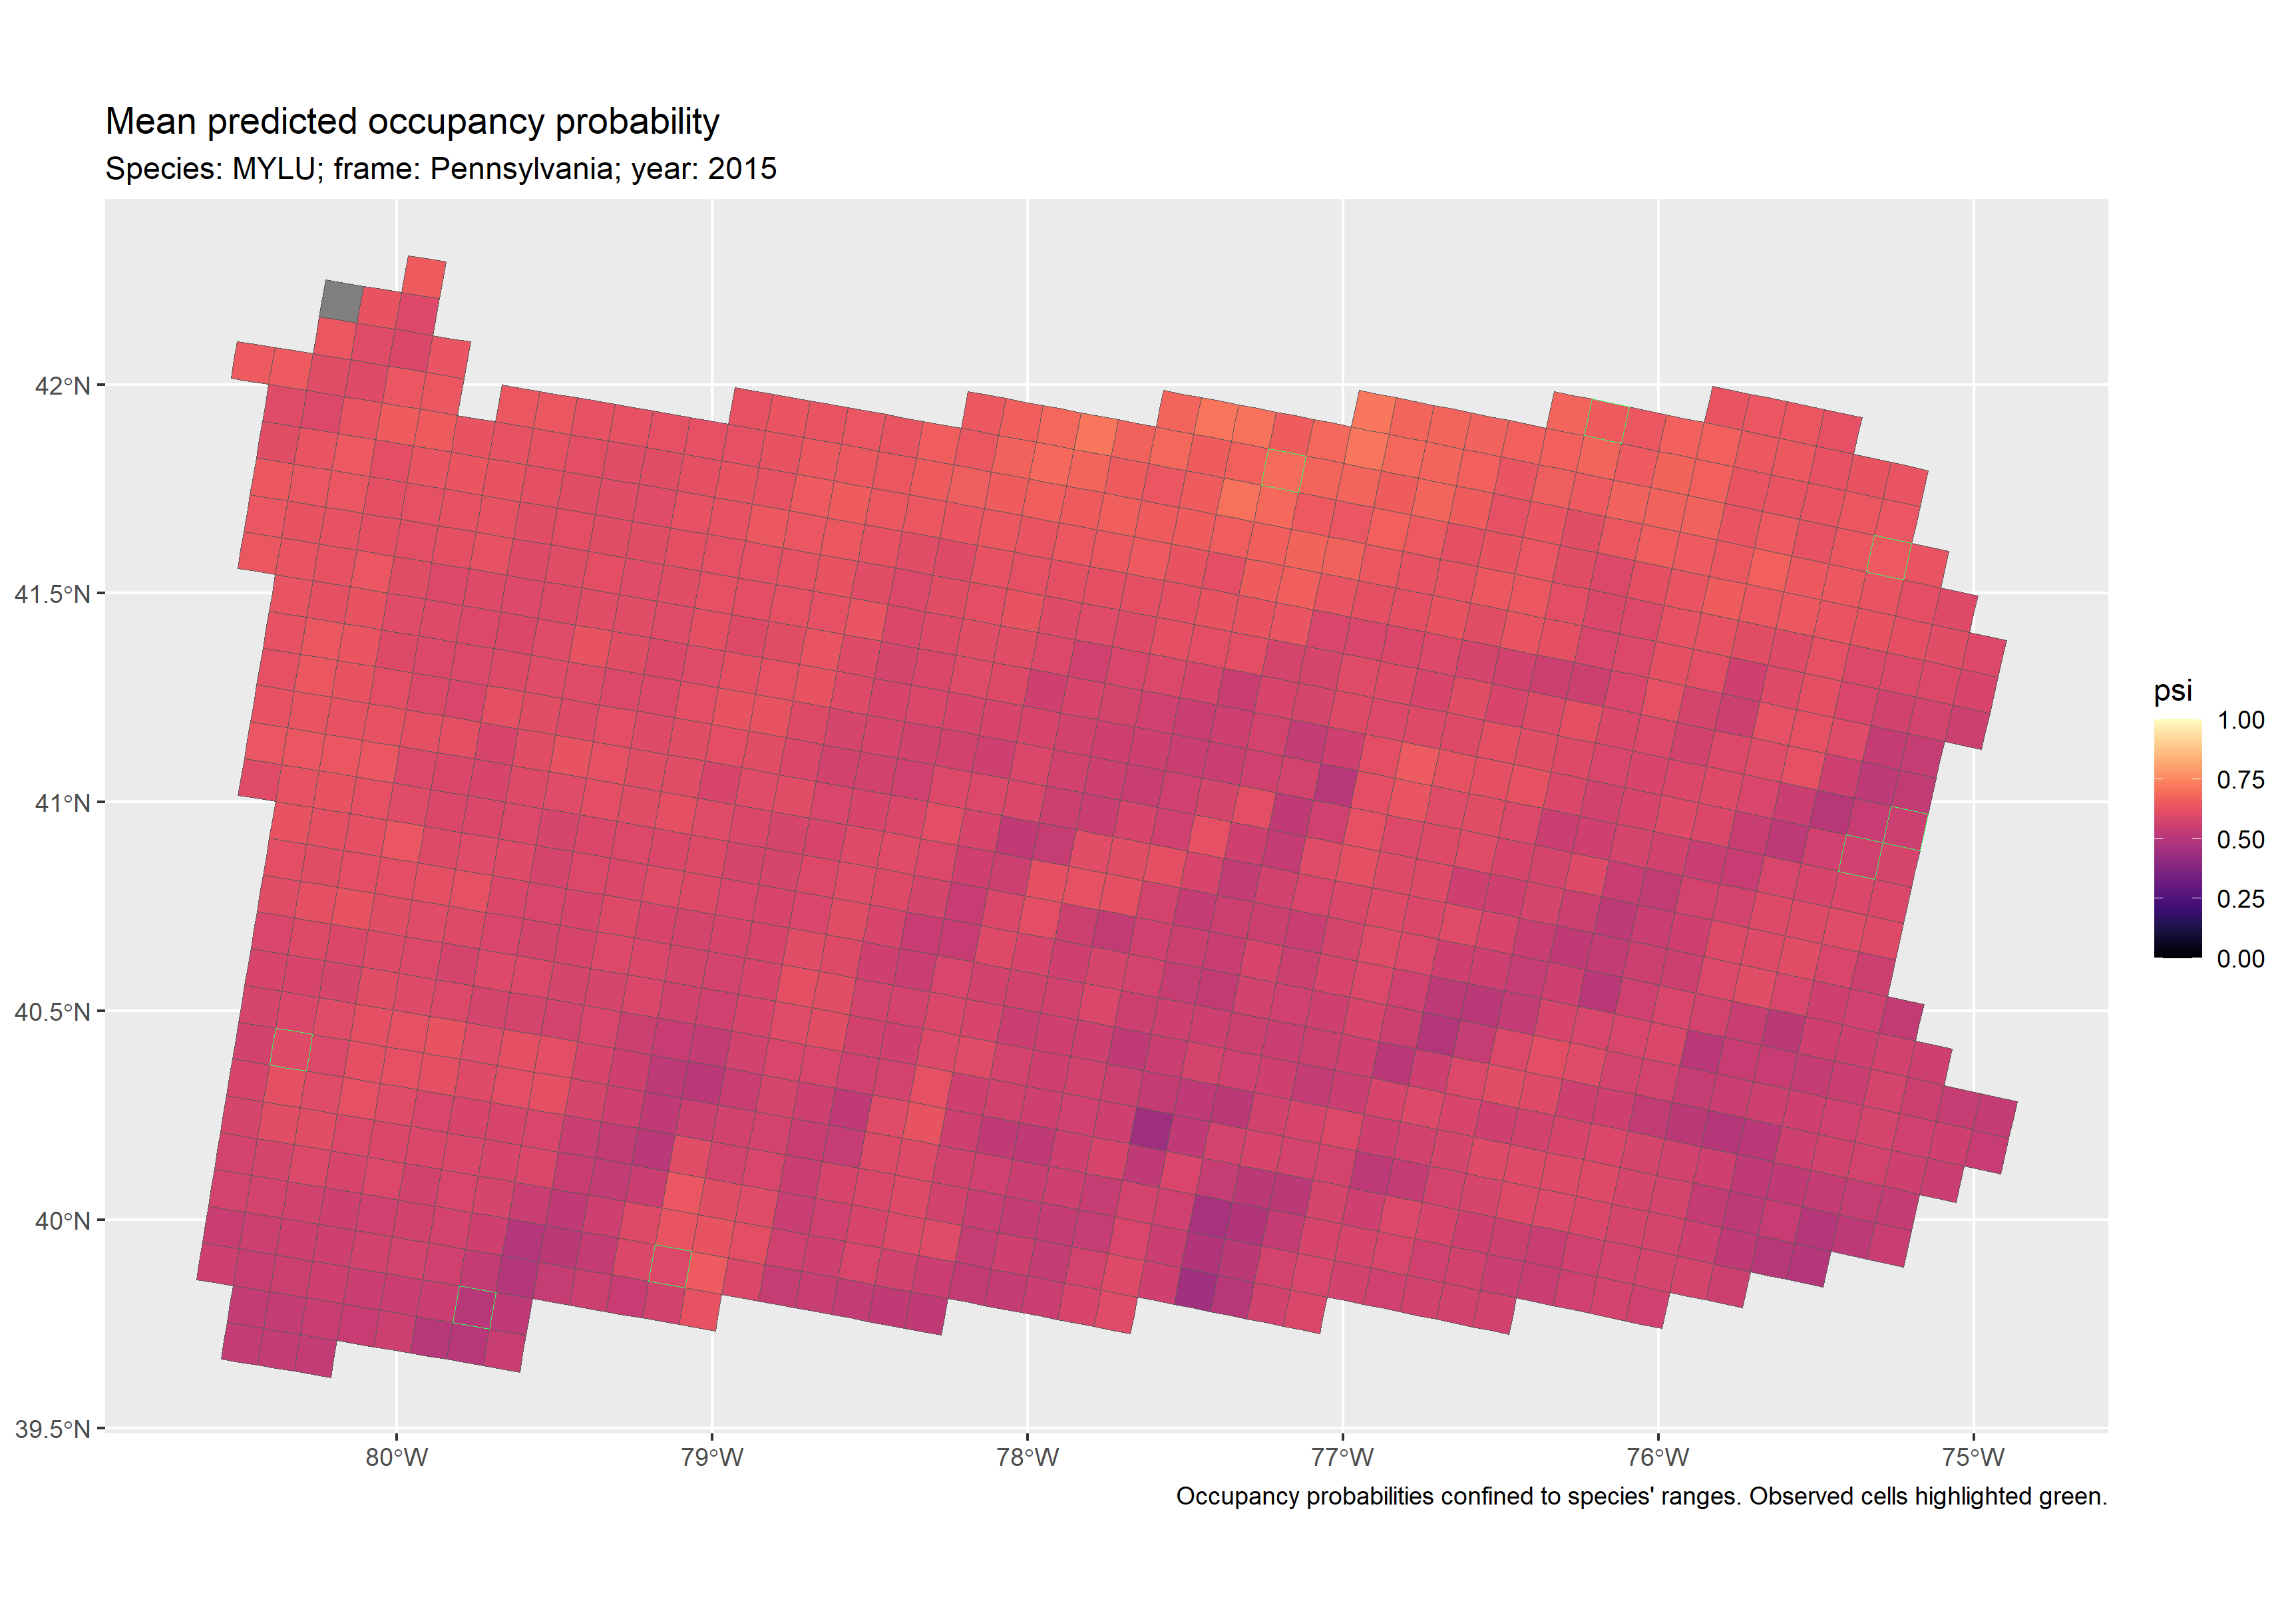 Mean predicted occupancy probability
Species: MYLU; frame: Pennsylvania; year: 2015
42°N
41.5°N
41°N
40.5°N
40°N
39.5°N
80°W
79°W
78°W
77°W
76°W
75°W
psi
1.00
0.75
0.50
0.25
0.00
Occupancy probabilities confined to species' ranges. Observed cells highlighted green.